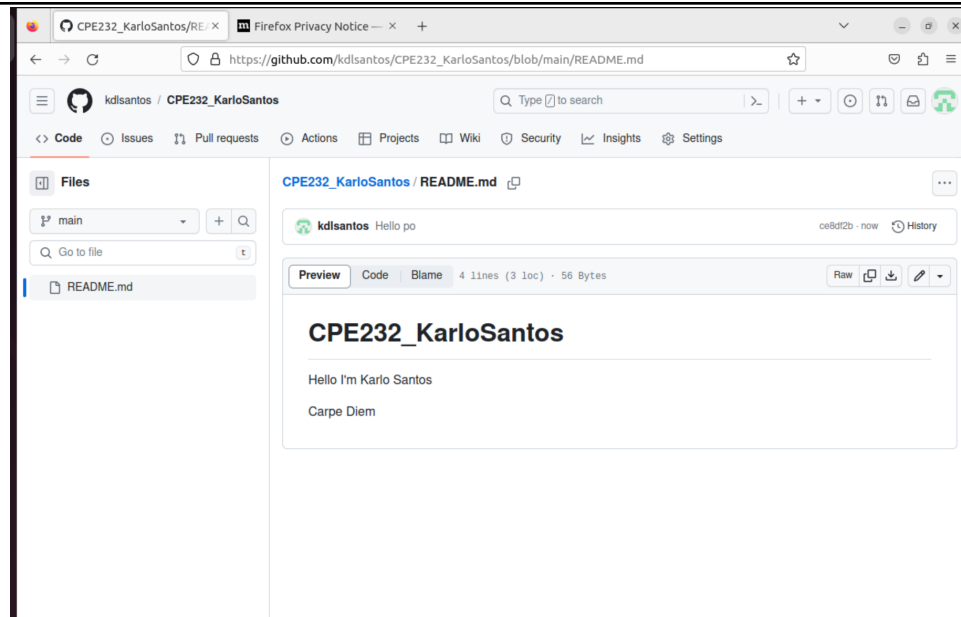 CPE232_KarloSantos/RE
Firefox Privacy Notice —
https://github.com/kdlsantos/CPE232_KarloSantos/blob/main/README.md
kdlsantos / CPE232_KarloSantos
Type / to search
Code Issues Pull requests Actions Projects Wiki Security Insights Settings
Files
CPE232_KarloSantos / README.md
main
kdlsantos Hello po
ce8df2b · now History
Go to file t
README.md
Preview Code Blame 4 lines (3 loc) · 56 Bytes Raw
CPE232_KarloSantos
Hello I'm Karlo Santos
Carpe Diem